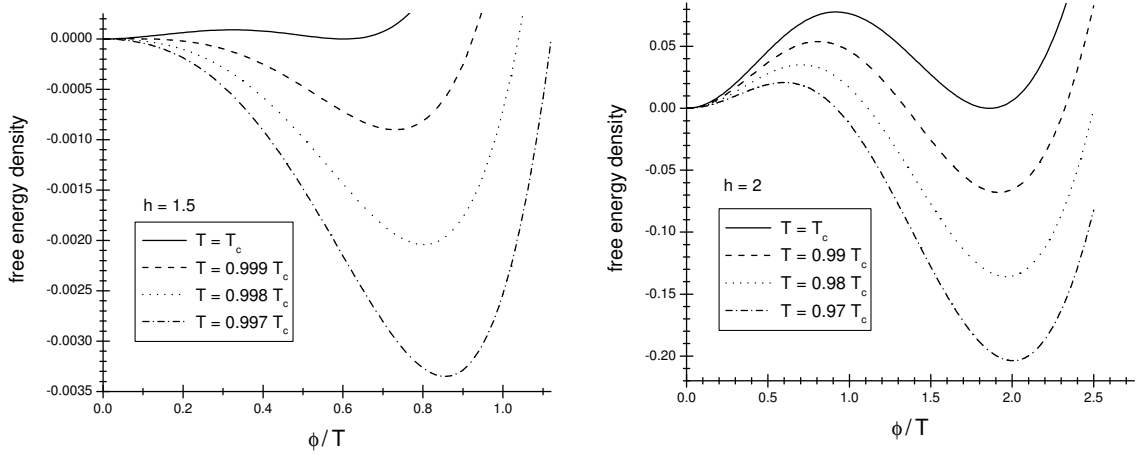 0.0000
-0.0005
-0.0010
-0.0015
-0.0020
-0.0025
-0.0030
-0.0035
free energy density
h = 1.5
T = T_c
T = 0.999 T_c
T = 0.998 T_c
T = 0.997 T_c
0.0 0.2 0.4 0.6 0.8 1.0
ϕ/T
0.05
0.00
-0.05
-0.10
-0.15
-0.20
free energy density
h = 2
T = T_c
T = 0.99 T_c
T = 0.98 T_c
T = 0.97 T_c
0.0 0.5 1.0 1.5 2.0 2.5
ϕ/T